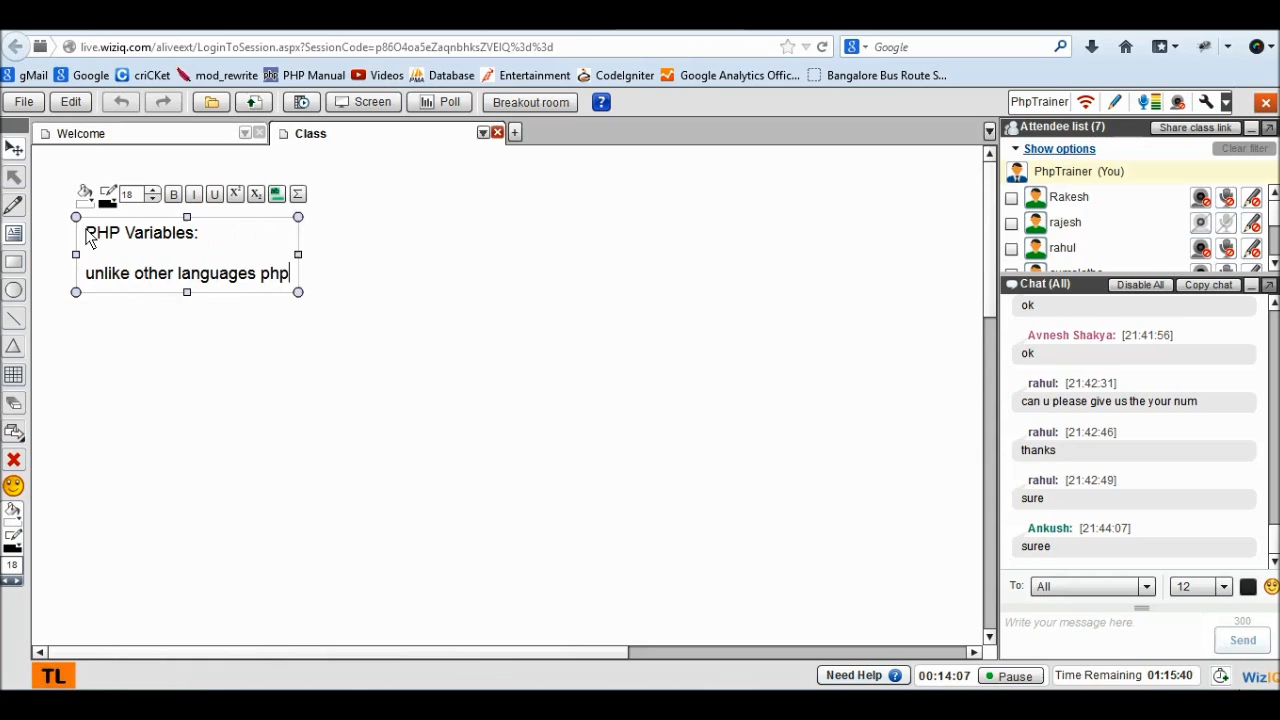 live.wiziq.com/aliveext/LoginToSession.aspx?SessionCode=p86O4oa5eZaqnbhksZVEIQ%3d%3d
Google
gMail Google criCKet mod_rewrite PHP Manual Videos Database Entertainment CodeIgniter Google Analytics Offic... Bangalore Bus Route S...
File Edit Screen Poll Breakout room ? PhpTrainer
Welcome Class +
Attendee list (7) Share class link
Show options Clear filter
PhpTrainer (You)
Rakesh
rajesh
rahul
18 B I U X² X₂ Σ
PHP Variables:
unlike other languages php
Chat (All) Disable All Copy chat
ok
Avnesh Shakya: [21:41:56]
ok
rahul: [21:42:31]
can u please give us the your num
rahul: [21:42:46]
thanks
rahul: [21:42:49]
sure
Ankush: [21:44:07]
suree
To: All 12
Write your message here. 300
Send
18
TL Need Help ? 00:14:07 Pause Time Remaining 01:15:40 WizIQ